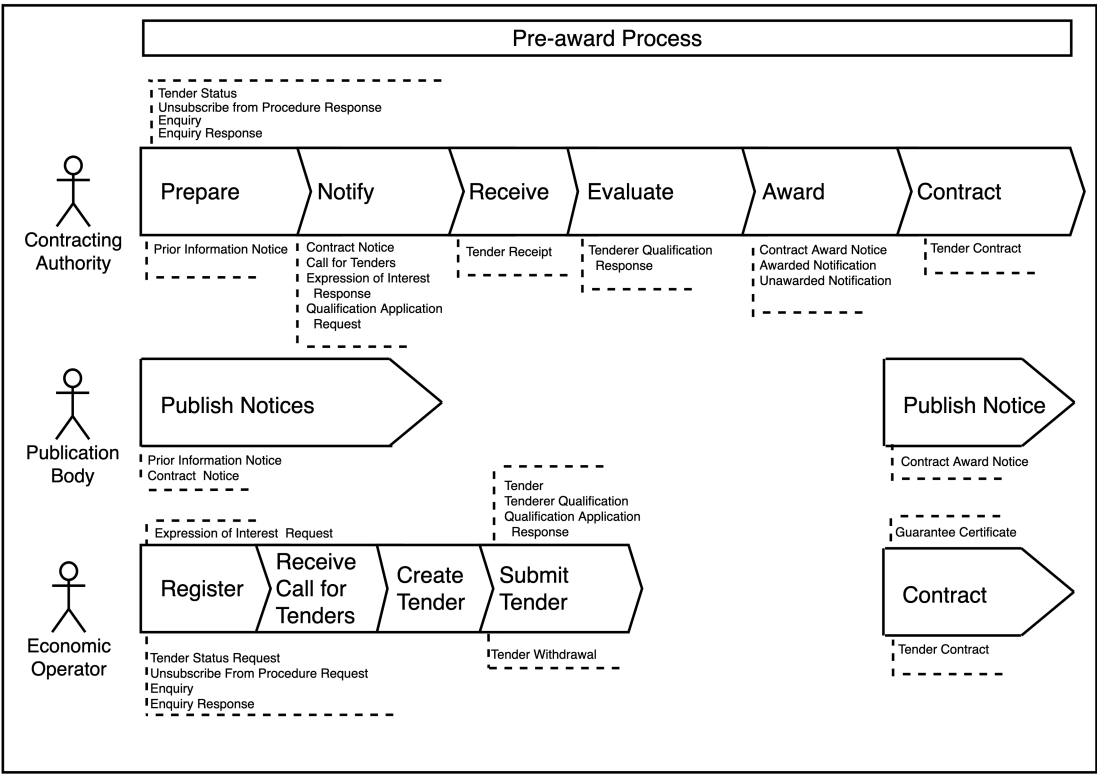 Pre-award Process
Tender Status
Unsubscribe from Procedure Response
Enquiry
Enquiry Response
Prepare
Notify
Receive
Evaluate
Award
Contract
Contracting
Authority
Prior Information Notice
Contract Notice
Call for Tenders
Expression of Interest
Response
Qualification Application
Request
Tender Receipt
Tenderer Qualification
Response
Contract Award Notice
Awarded Notification
Unawarded Notification
Tender Contract
Publish Notices
Publish Notice
Publication
Body
Prior Information Notice
Contract Notice
Contract Award Notice
Tender
Tenderer Qualification
Qualification Application
Response
Expression of Interest Request
Guarantee Certificate
Register
Receive
Call for
Tenders
Create
Tender
Submit
Tender
Contract
Economic
Operator
Tender Status Request
Unsubscribe From Procedure Request
Enquiry
Enquiry Response
Tender Withdrawal
Tender Contract